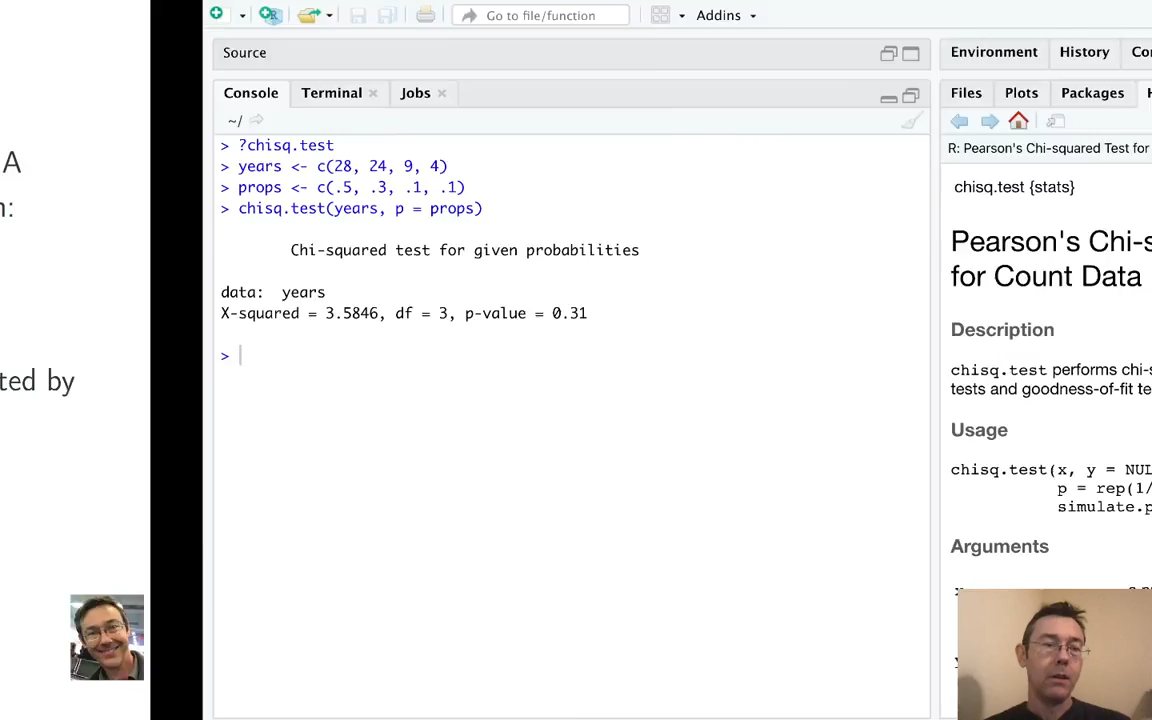 A
n:
ted by
Go to file/function
Addins
Source
Console
Terminal
Jobs
~/
> ?chisq.test
> years <- c(28, 24, 9, 4)
> props <- c(.5, .3, .1, .1)
> chisq.test(years, p = props)
Chi-squared test for given probabilities
data:  years
X-squared = 3.5846, df = 3, p-value = 0.31
>
Environment
History
Co
Files
Plots
Packages
R: Pearson's Chi-squared Test for
chisq.test {stats}
Pearson's Chi-s
for Count Data
Description
chisq.test performs chi-s
tests and goodness-of-fit te
Usage
chisq.test(x, y = NUL
p = rep(1/
simulate.p
Arguments